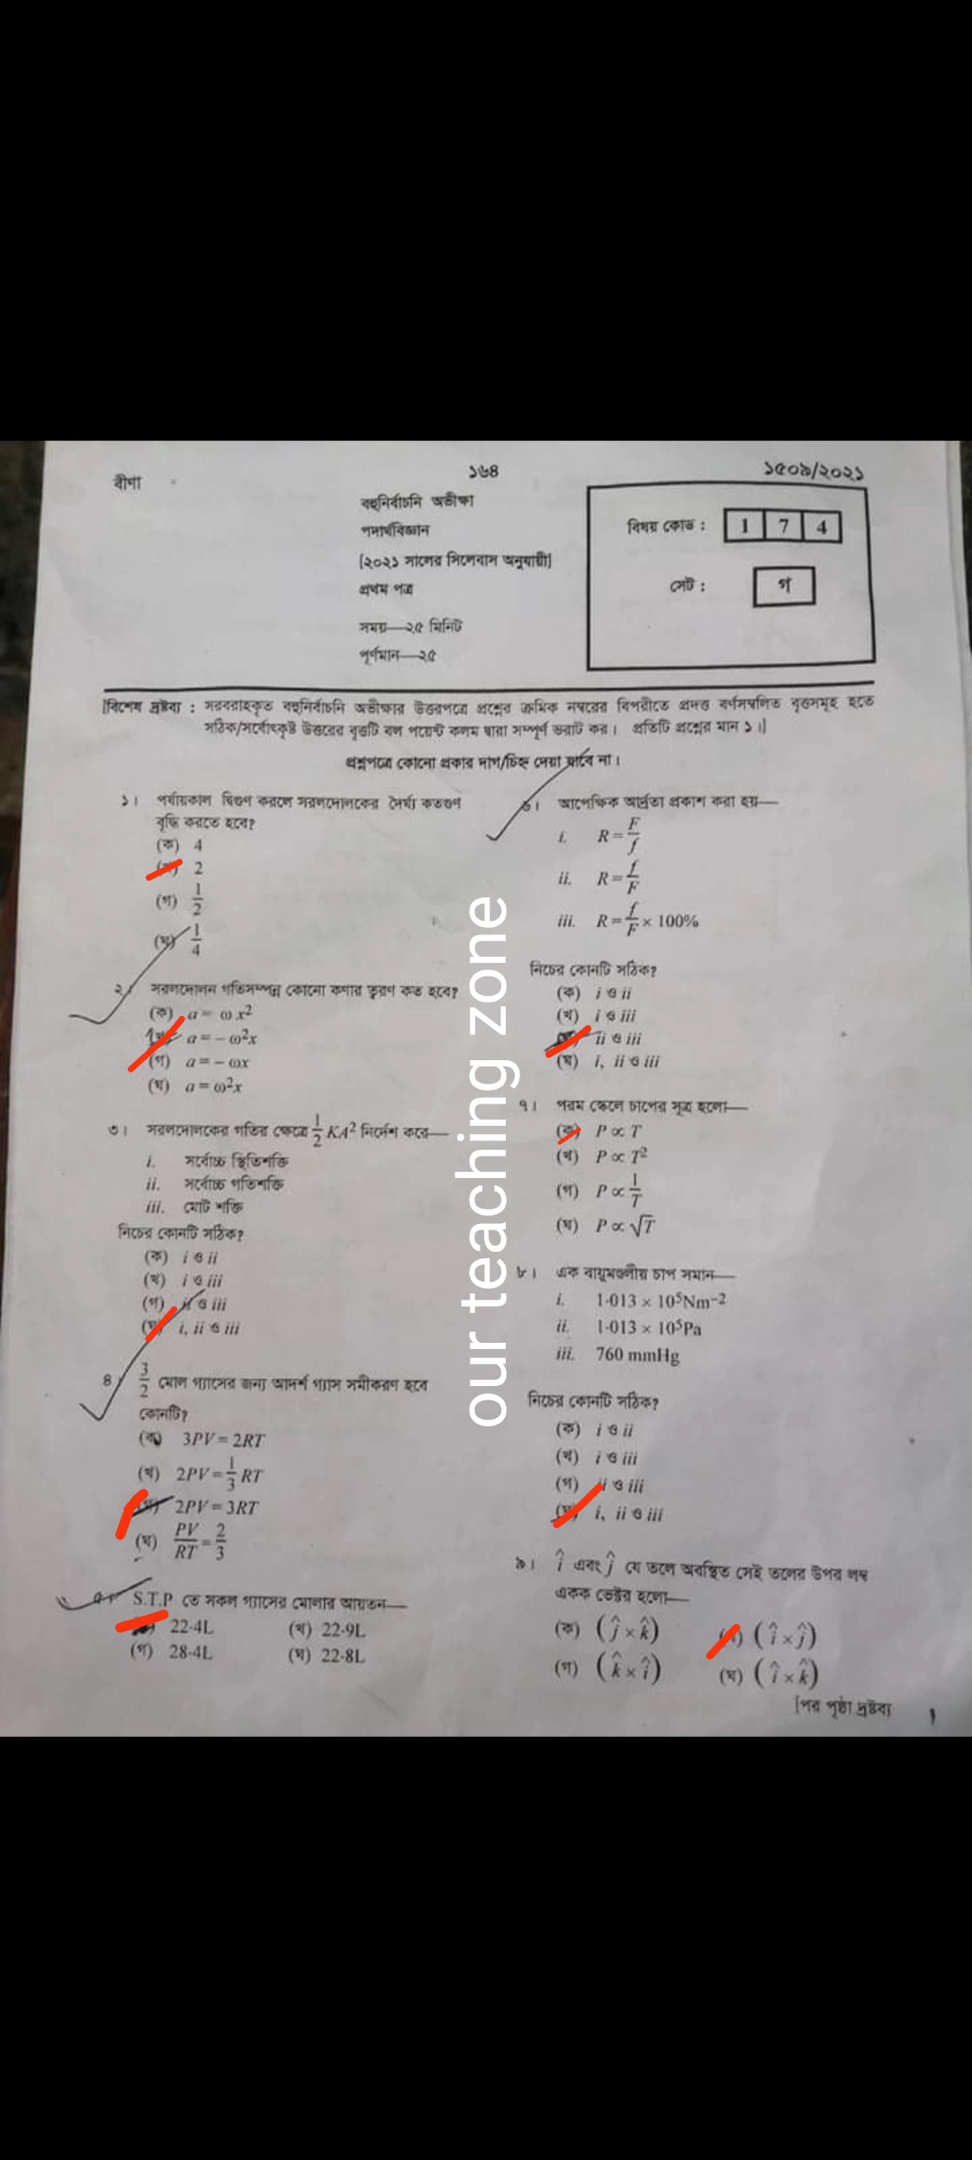 বীণা
১৬৪
১৫০৯/২০২১
বহুনির্বাচনি অভীক্ষা
পদার্থবিজ্ঞান
[২০২১ সালের সিলেবাস অনুযায়ী]
প্রথম পত্র
সময়—২৫ মিনিট
পূর্ণমান—২৫
বিষয় কোড : 1 7 4
সেট : গ
[বিশেষ দ্রষ্টব্য : সরবরাহকৃত বহুনির্বাচনি অভীক্ষার উত্তরপত্রে প্রশ্নের ক্রমিক নম্বরের বিপরীতে প্রদত্ত বর্ণসম্বলিত বৃত্তসমূহ হতে
সঠিক/সর্বোৎকৃষ্ট উত্তরের বৃত্তটি বল পয়েন্ট কলম দ্বারা সম্পূর্ণ ভরাট কর। প্রতিটি প্রশ্নের মান ১।]
প্রশ্নপত্রে কোনো প্রকার দাগ/চিহ্ন দেয়া যাবে না।
১। পর্যায়কাল দ্বিগুণ করলে সরলদোলকের দৈর্ঘ্য কতগুণ
বৃদ্ধি করতে হবে?
(ক) 4
(খ) 2
(গ) 1/2
(ঘ) 1/4
২। সরলদোলন গতিসম্পন্ন কোনো কণার ত্বরণ কত হবে?
(ক) a = ωx²
(খ) a = − ω²x
(গ) a = − ωx
(ঘ) a = ω²x
৩। সরলদোলকের গতির ক্ষেত্রে 1/2 KA² নির্দেশ করে—
i. সর্বোচ্চ স্থিতিশক্তি
ii. সর্বোচ্চ গতিশক্তি
iii. মোট শক্তি
নিচের কোনটি সঠিক?
(ক) i ও ii
(খ) i ও iii
(গ) ii ও iii
(ঘ) i, ii ও iii
৪। 3/2 মোল গ্যাসের জন্য আদর্শ গ্যাস সমীকরণ হবে
কোনটি?
(ক) 3PV = 2RT
(খ) 2PV = 1/3 RT
(গ) 2PV = 3RT
(ঘ) PV/RT = 2/3
৫। S.T.P তে সকল গ্যাসের মোলার আয়তন—
(ক) 22·4L (খ) 22·9L
(গ) 28·4L (ঘ) 22·8L
৬। আপেক্ষিক আর্দ্রতা প্রকাশ করা হয়—
i. R = F/f
ii. R = f/F
iii. R = f/F × 100%
নিচের কোনটি সঠিক?
(ক) i ও ii
(খ) i ও iii
(গ) ii ও iii
(ঘ) i, ii ও iii
৭। পরম স্কেলে চাপের সূত্র হলো—
(ক) P ∝ T
(খ) P ∝ T²
(গ) P ∝ 1/T
(ঘ) P ∝ √T
৮। এক বায়ুমণ্ডলীয় চাপ সমান—
i. 1·013 × 10⁵Nm⁻²
ii. 1·013 × 10⁵Pa
iii. 760 mmHg
নিচের কোনটি সঠিক?
(ক) i ও ii
(খ) i ও iii
(গ) ii ও iii
(ঘ) i, ii ও iii
৯। î এবং ĵ যে তলে অবস্থিত সেই তলের উপর লম্ব
একক ভেক্টর হলো—
(ক) (ĵ × k̂) (খ) (î × ĵ)
(গ) (k̂ × î) (ঘ) (î × k̂)
[পর পৃষ্ঠা দ্রষ্টব্য
our teaching zone